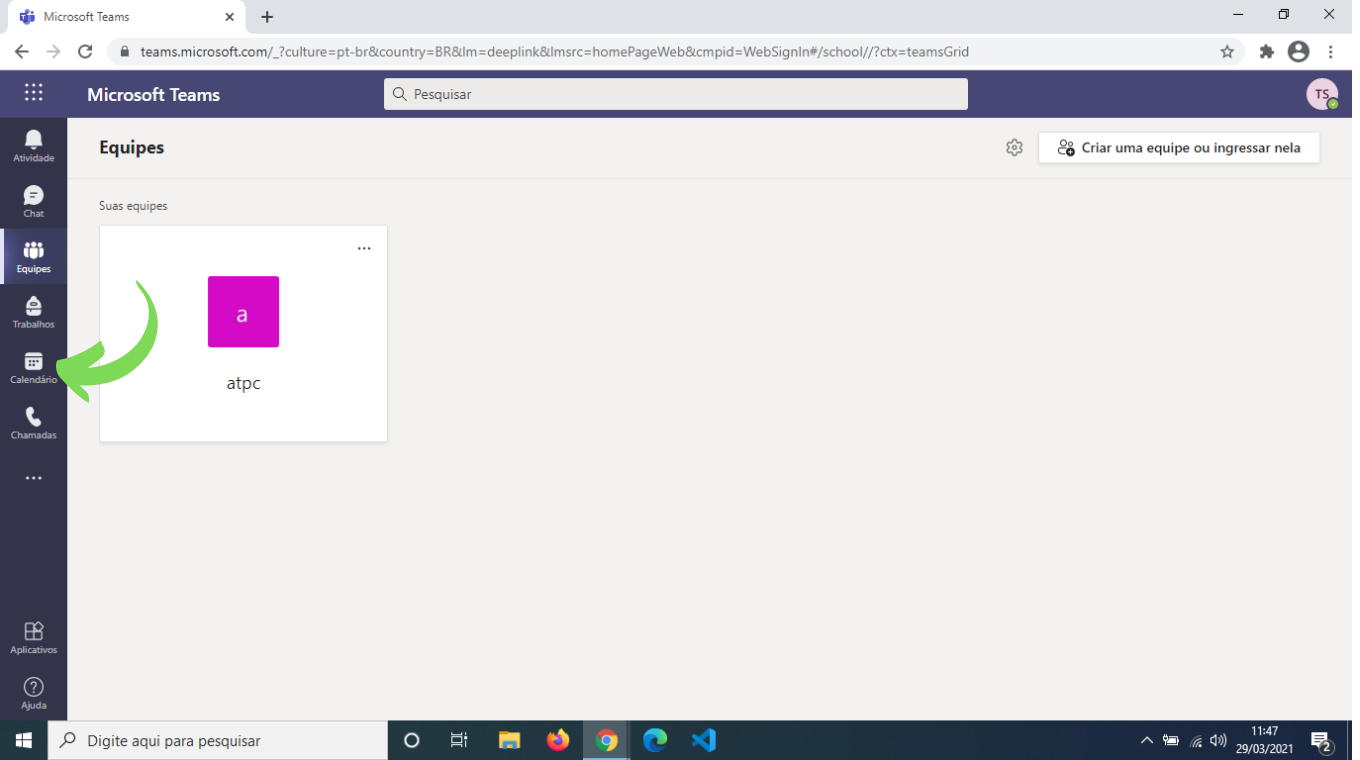 Microsoft Teams
teams.microsoft.com/_?culture=pt-br&country=BR&lm=deeplink&lmsrc=homePageWeb&cmpid=WebSignIn#/school//?ctx=teamsGrid
Microsoft Teams
Pesquisar
TS
Atividade
Chat
Equipes
Trabalhos
Calendário
Chamadas
Aplicativos
Ajuda
Equipes
Criar uma equipe ou ingressar nela
Suas equipes
a
atpc
Digite aqui para pesquisar
11:47
29/03/2021
2